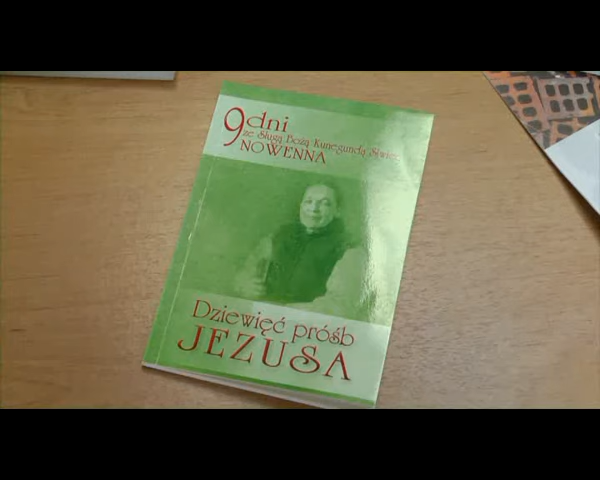 9 dni
ze Sługą Bożą Kunegundą Siwiec
NOWENNA
Dziewięć próśb
JEZUSA